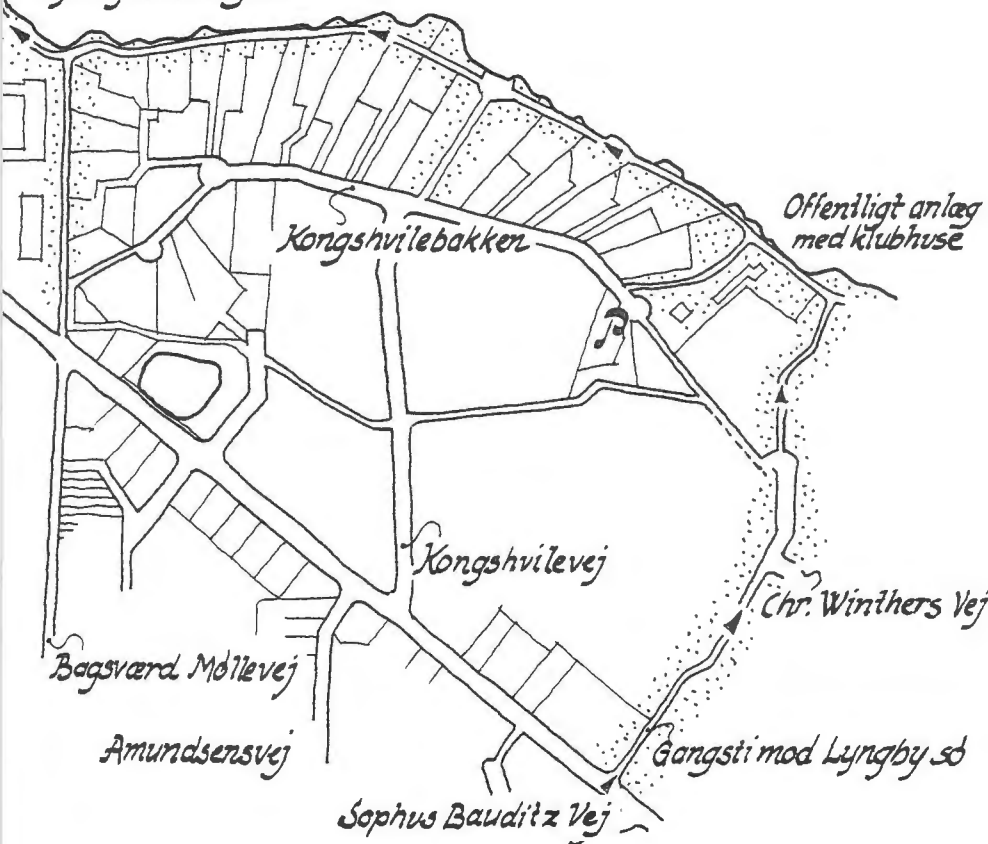 Offentligt anlæg
med klubhuse
Kongshvilebakken
Kongshvilevej
Chr. Winthers Vej
Bagsværd Møllevej
Amundsensvej
Gangsti mod Lyngby sø
Sophus Bauditz Vej